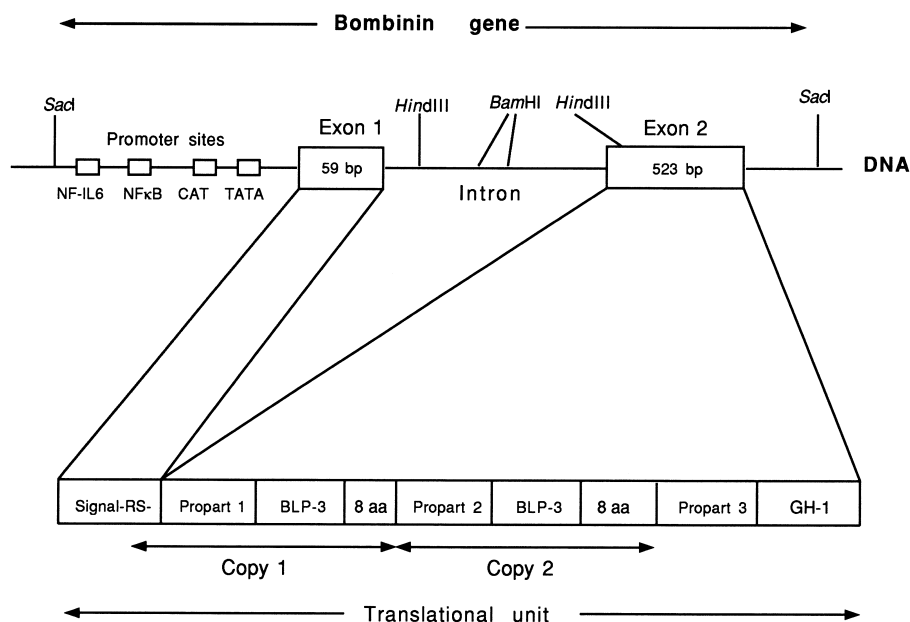 Bombinin gene
SacI
HindIII
BamHI
HindIII
SacI
Promoter sites
Exon 1
Exon 2
59 bp
523 bp
DNA
NF-IL6
NFκB
CAT
TATA
Intron
Signal-RS-
Propart 1
BLP-3
8 aa
Propart 2
BLP-3
8 aa
Propart 3
GH-1
Copy 1
Copy 2
Translational unit